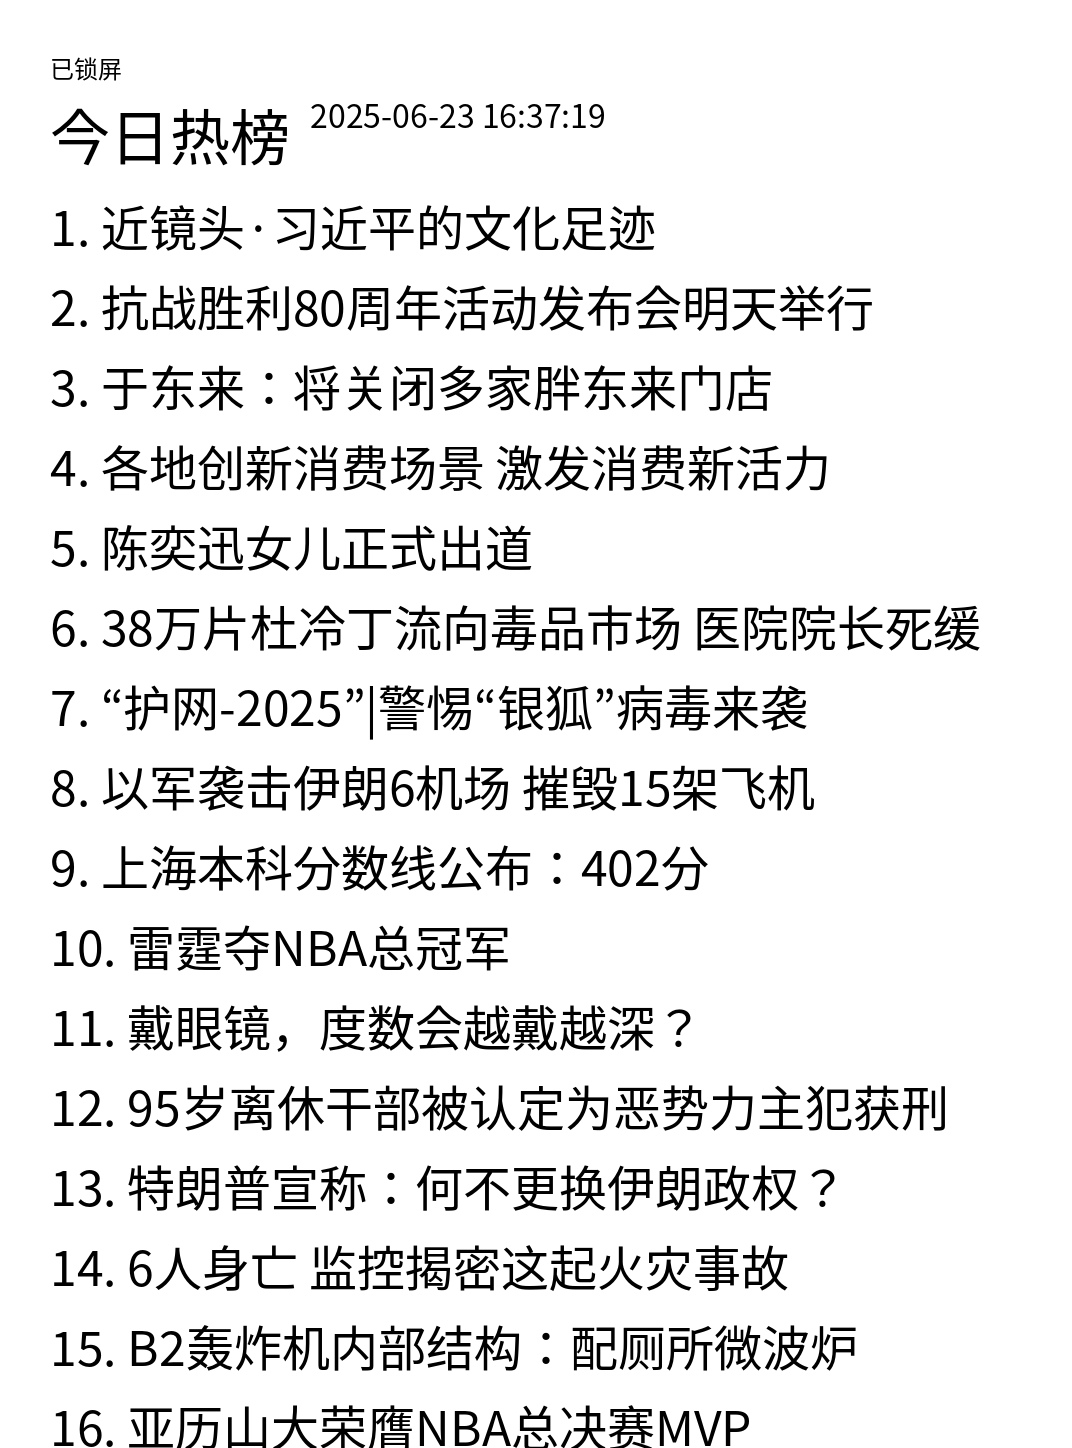 已锁屏
今日热榜 2025-06-23 16:37:19
1. 近镜头·习近平的文化足迹
2. 抗战胜利80周年活动发布会明天举行
3. 于东来：将关闭多家胖东来门店
4. 各地创新消费场景 激发消费新活力
5. 陈奕迅女儿正式出道
6. 38万片杜冷丁流向毒品市场 医院院长死缓
7. “护网-2025”|警惕“银狐”病毒来袭
8. 以军袭击伊朗6机场 摧毁15架飞机
9. 上海本科分数线公布：402分
10. 雷霆夺NBA总冠军
11. 戴眼镜，度数会越戴越深？
12. 95岁离休干部被认定为恶势力主犯获刑
13. 特朗普宣称：何不更换伊朗政权？
14. 6人身亡 监控揭密这起火灾事故
15. B2轰炸机内部结构：配厕所微波炉
16. 亚历山大荣膺NBA总决赛MVP